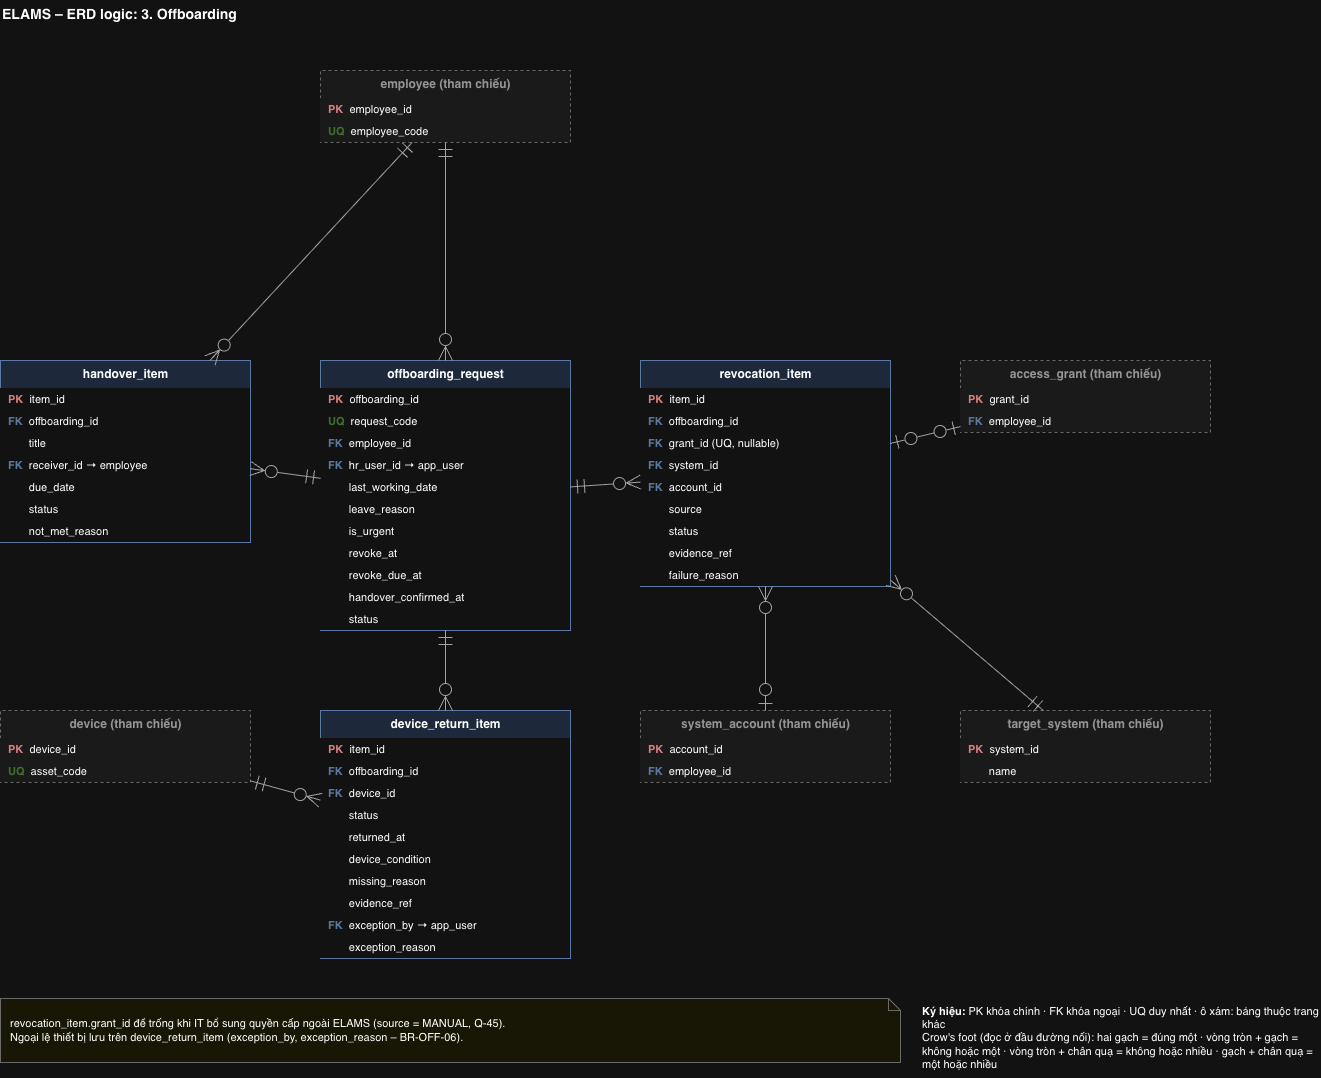 ELAMS – ERD logic: 3. Offboarding
employee (tham chiếu)
PK employee_id
UQ employee_code
handover_item
PK item_id
FK offboarding_id
title
FK receiver_id → employee
due_date
status
not_met_reason
offboarding_request
PK offboarding_id
UQ request_code
FK employee_id
FK hr_user_id → app_user
last_working_date
leave_reason
is_urgent
revoke_at
revoke_due_at
handover_confirmed_at
status
revocation_item
PK item_id
FK offboarding_id
FK grant_id (UQ, nullable)
FK system_id
FK account_id
source
status
evidence_ref
failure_reason
access_grant (tham chiếu)
PK grant_id
FK employee_id
device (tham chiếu)
PK device_id
UQ asset_code
device_return_item
PK item_id
FK offboarding_id
FK device_id
status
returned_at
device_condition
missing_reason
evidence_ref
FK exception_by → app_user
exception_reason
system_account (tham chiếu)
PK account_id
FK employee_id
target_system (tham chiếu)
PK system_id
name
revocation_item.grant_id để trống khi IT bổ sung quyền cấp ngoài ELAMS (source = MANUAL, Q-45).
Ngoại lệ thiết bị lưu trên device_return_item (exception_by, exception_reason – BR-OFF-06).
Ký hiệu: PK khóa chính · FK khóa ngoại · UQ duy nhất · ô xám: bảng thuộc trang
khác
Crow's foot (đọc ở đầu đường nối): hai gạch = đúng một · vòng tròn + gạch =
không hoặc một · vòng tròn + chân quạ = không hoặc nhiều · gạch + chân quạ =
một hoặc nhiều